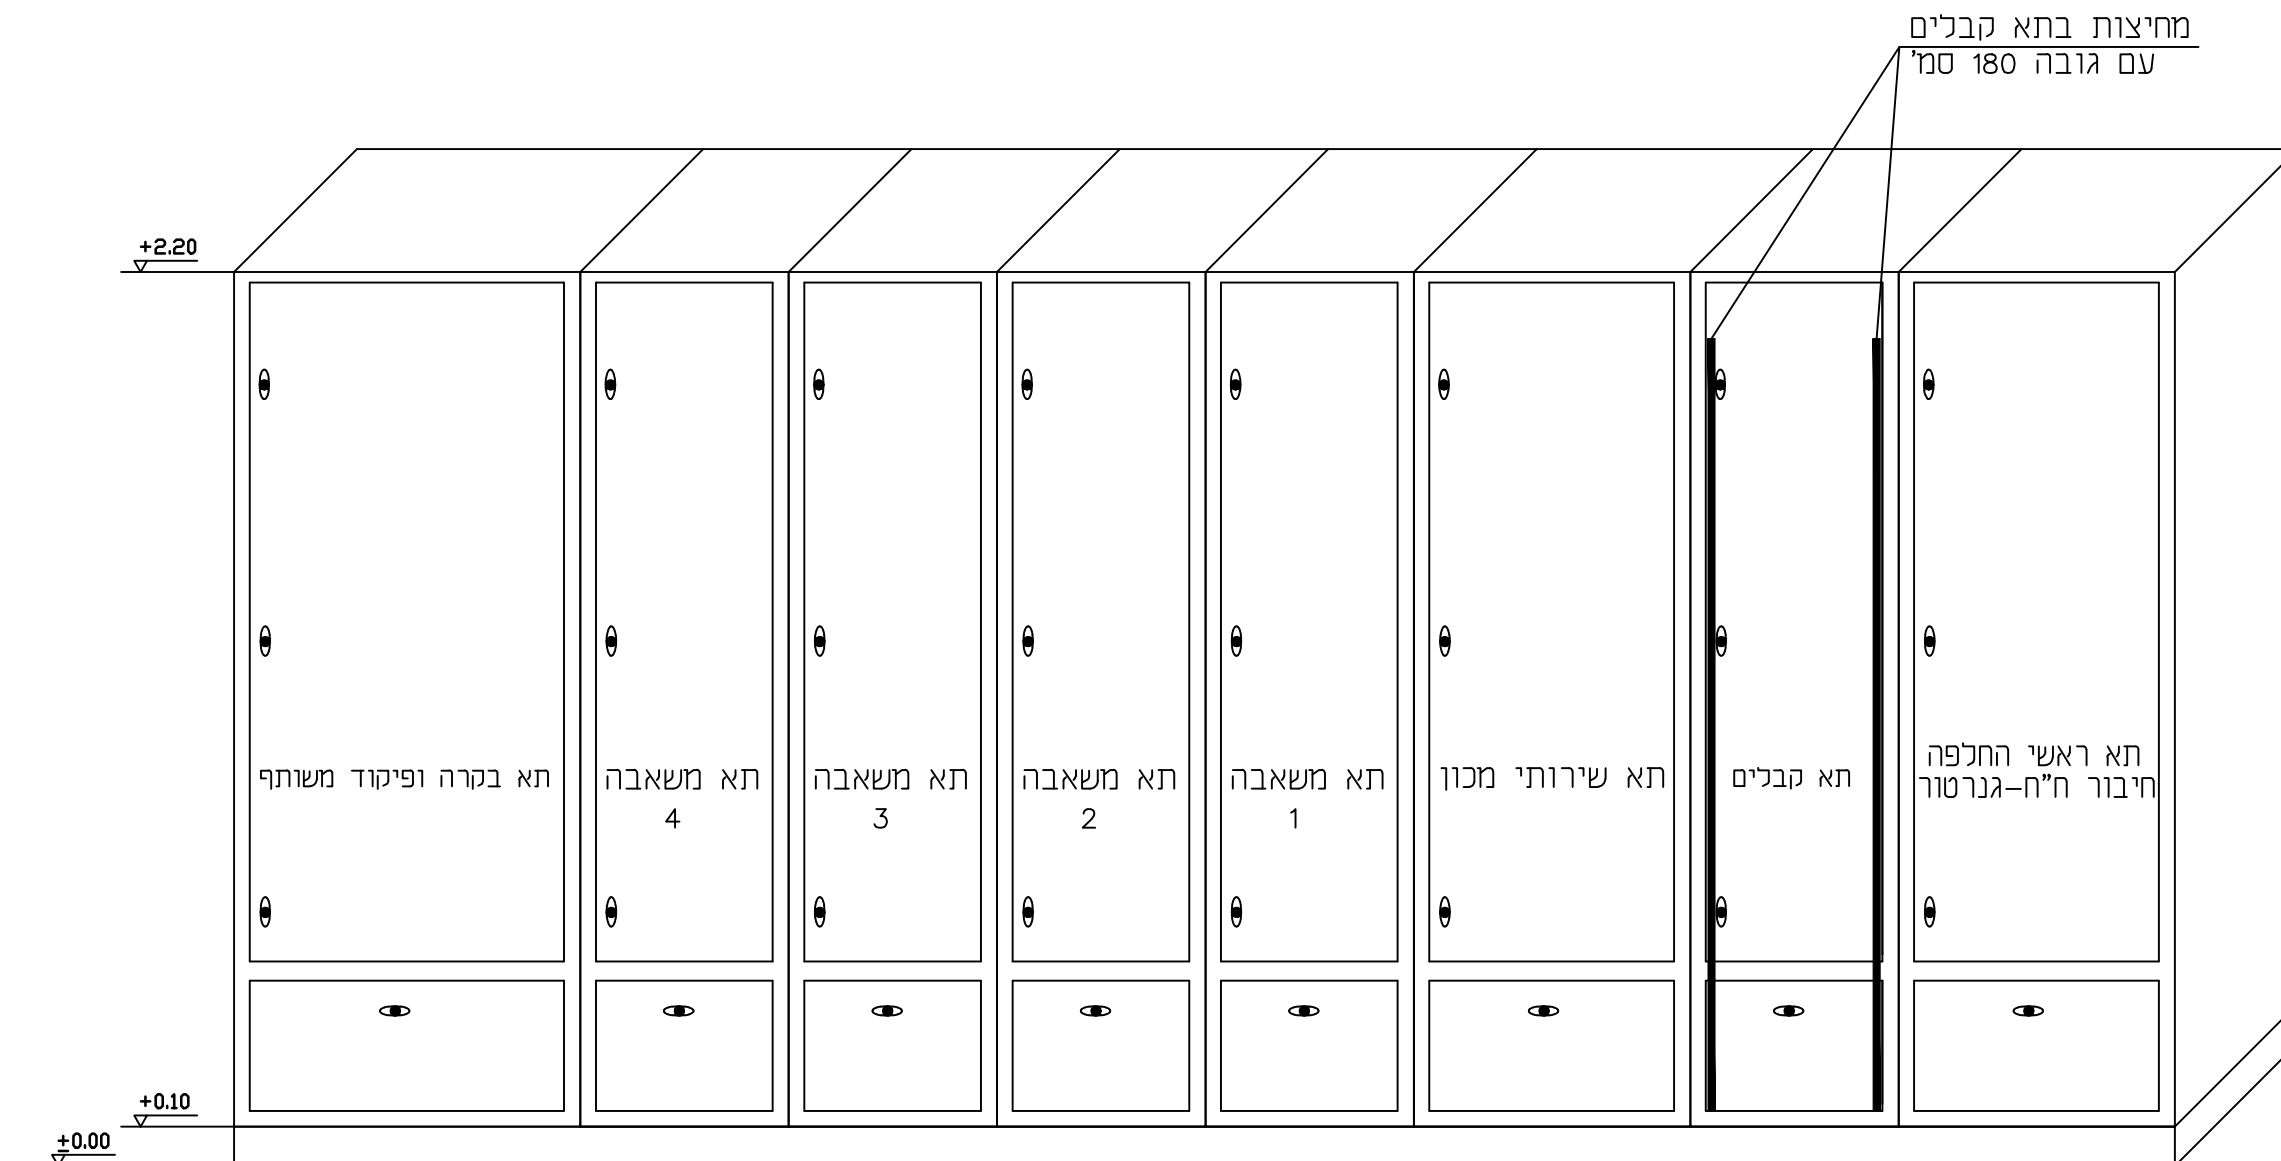 מחיצות בתא קבלים
עם גובה 180 סמ'
+2.20
תא ראשי החלפה
חיבור ח"ח-גנרטור
תא קבלים
תא שירותי מכון
תא משאבה
1
תא משאבה
2
תא משאבה
3
תא משאבה
4
תא בקרה ופיקוד משותף
+0.10
±0.00